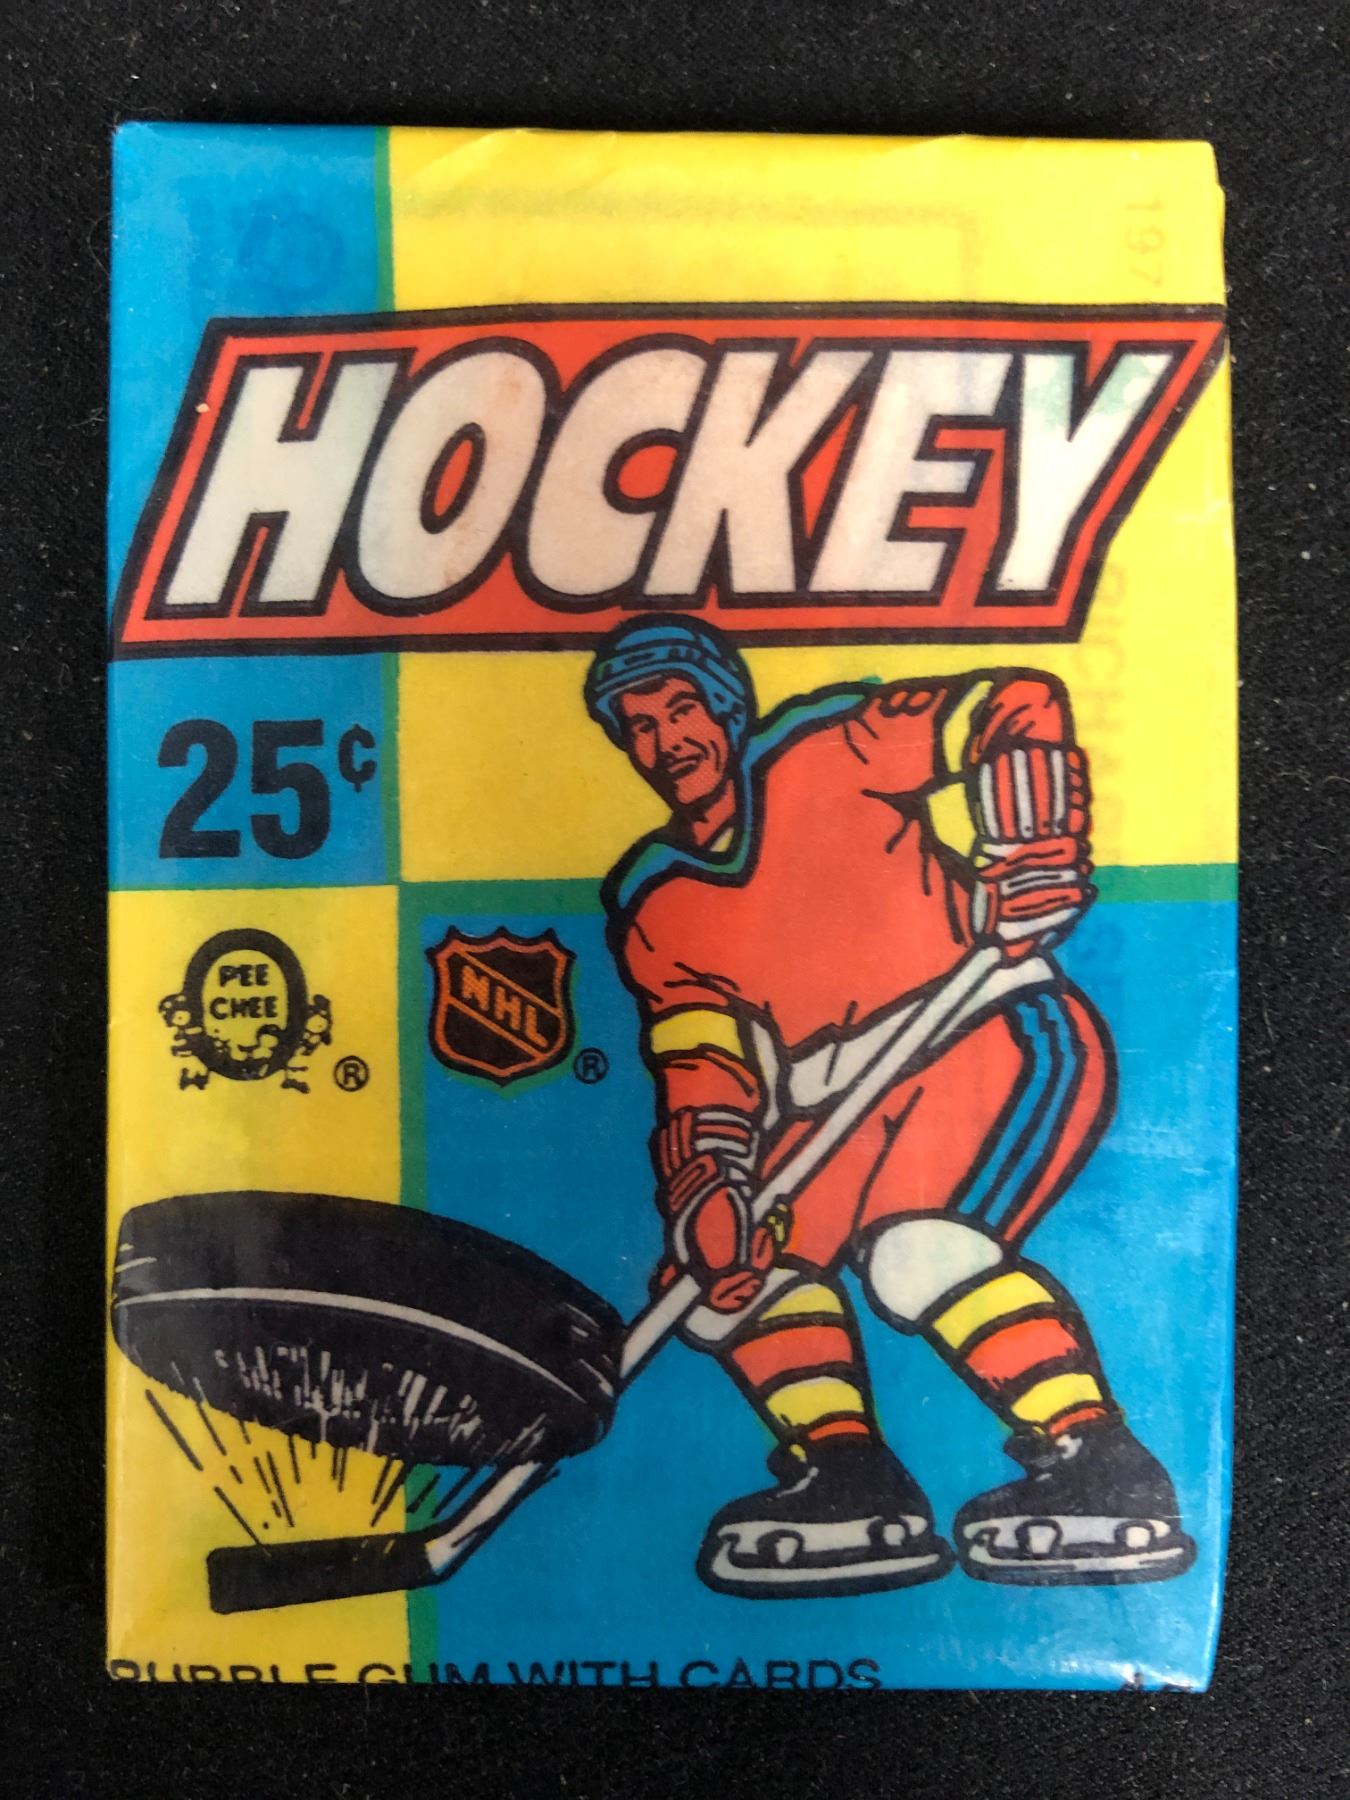 HOCKEY
25¢
PEE
CHEE
®
NHL
®
BUBBLE GUM WITH CARDS